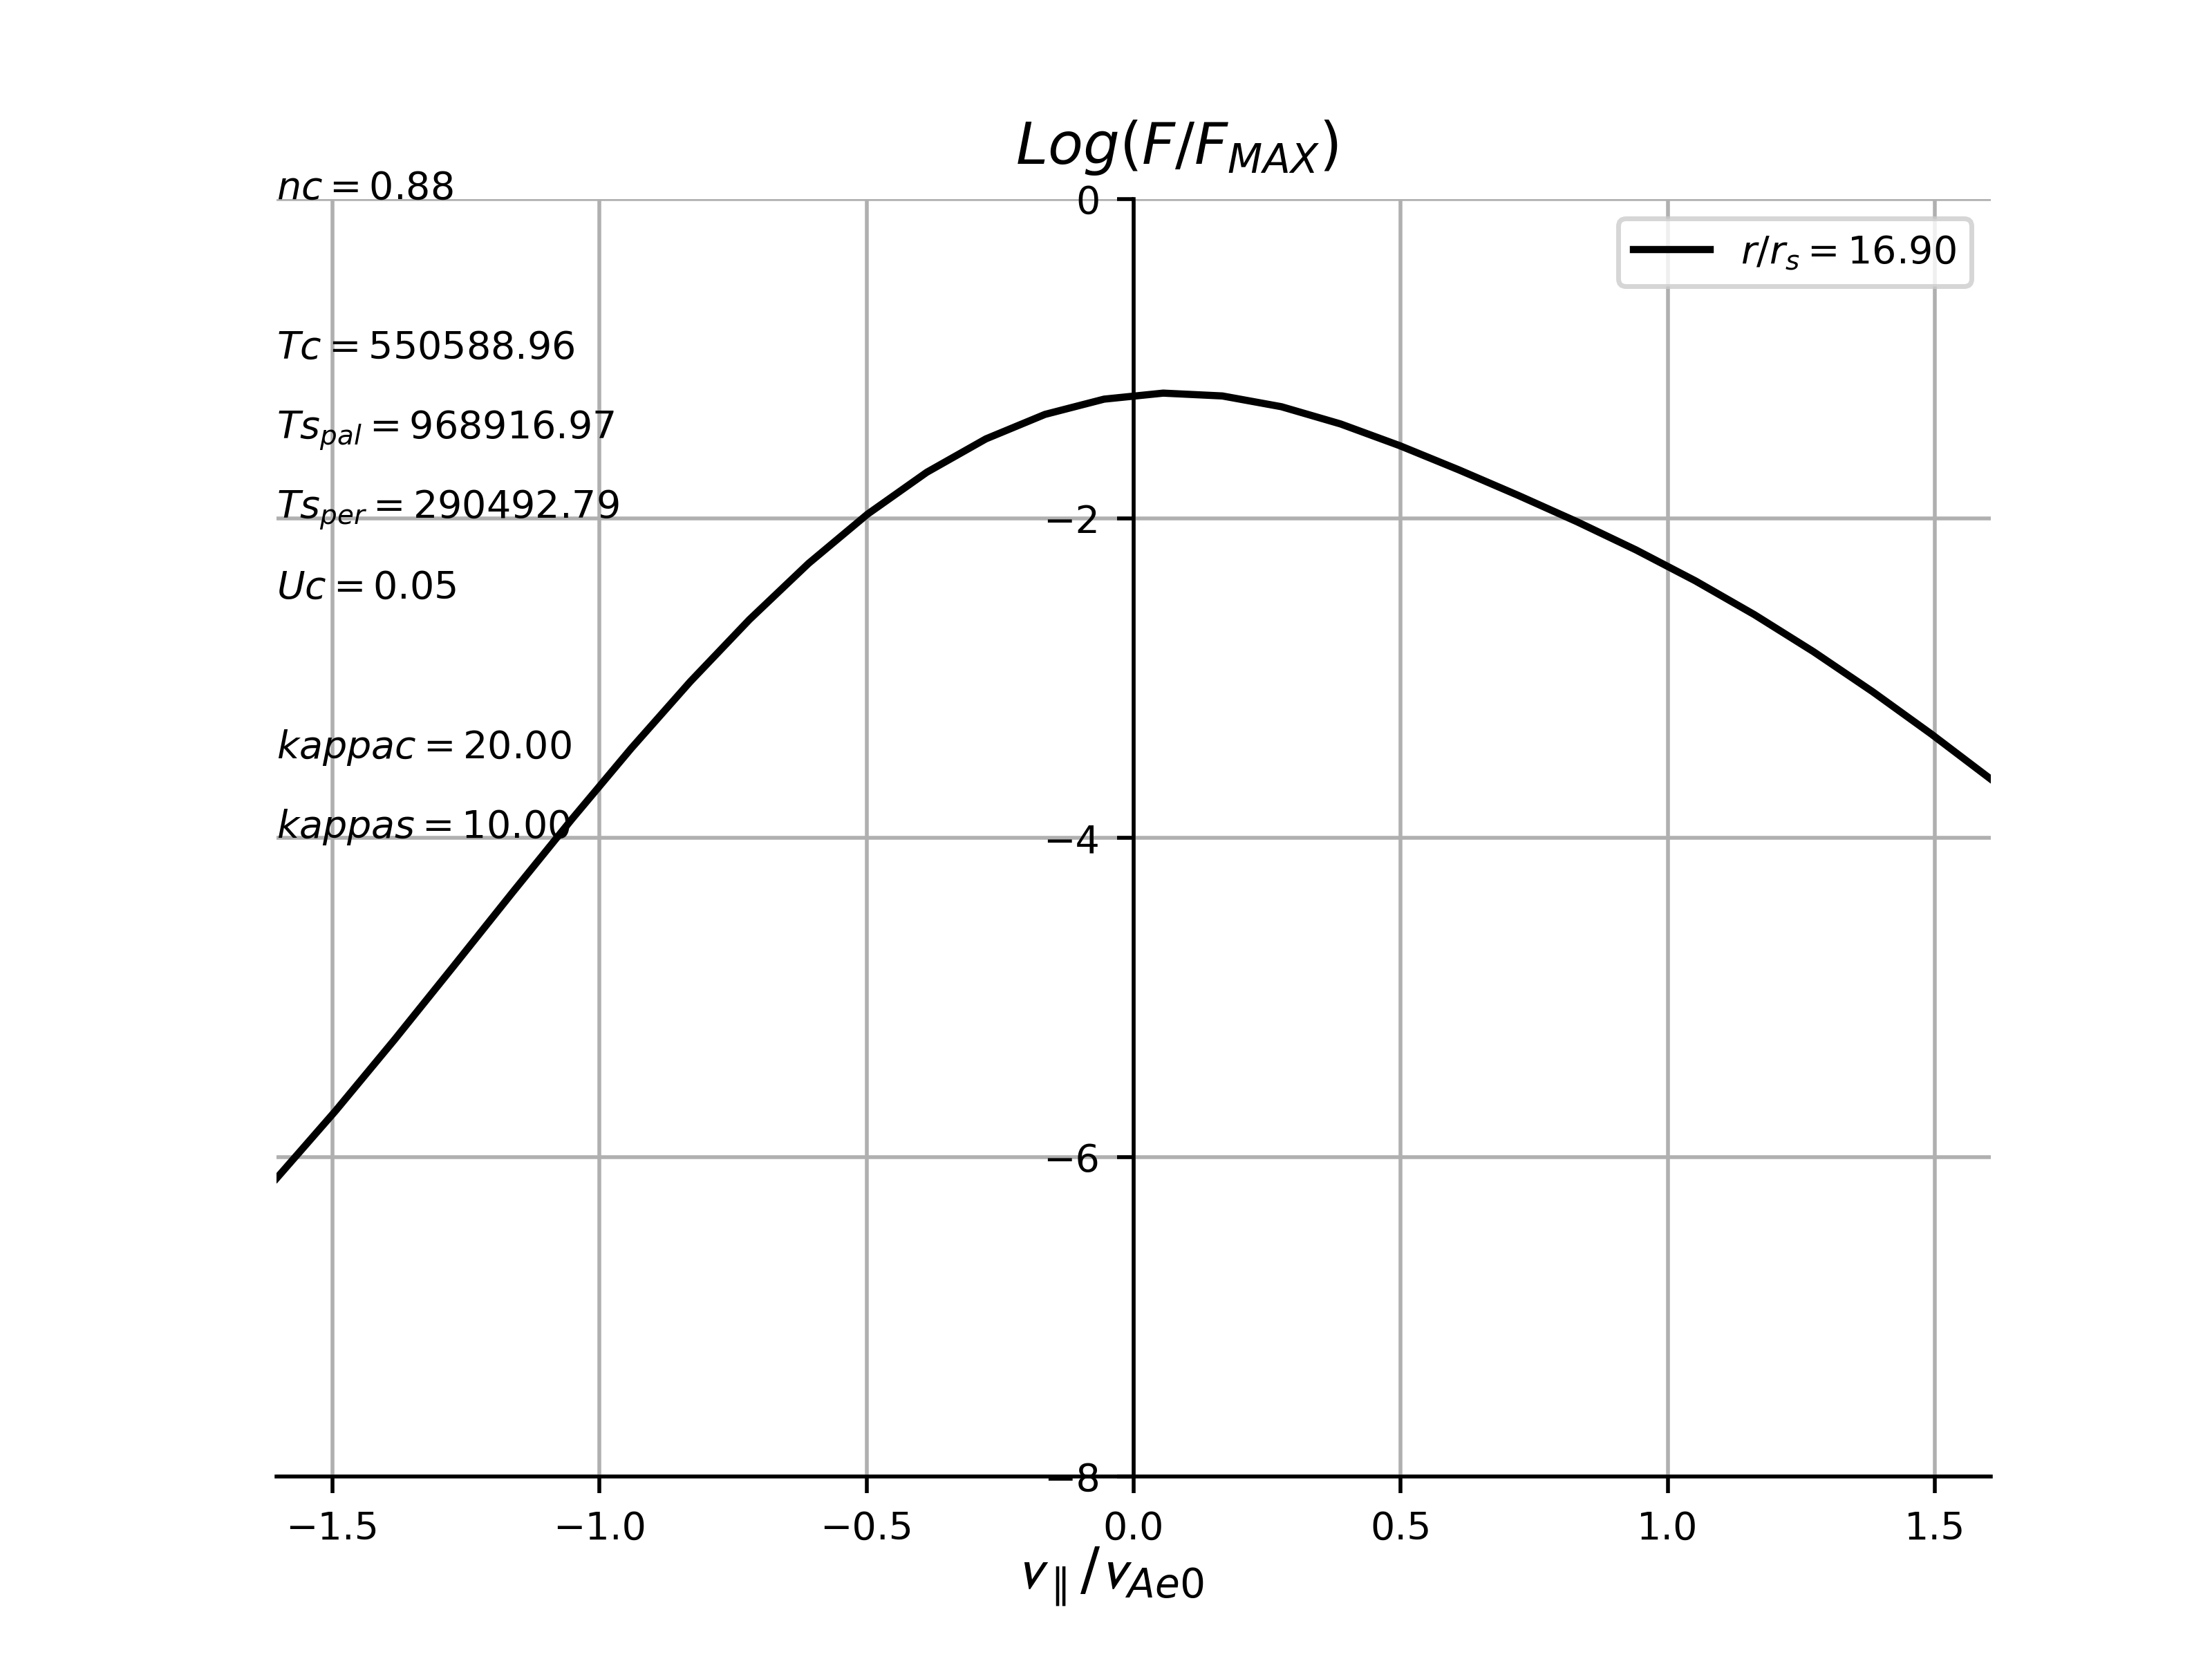 Log(F/F_MAX)
nc = 0.88
0
r/r_s = 16.90
Tc = 550588.96
Ts_pal = 968916.97
Ts_per = 290492.79
−2
Uc = 0.05
kappac = 20.00
kappas = 10.00
−4
−6
−8
−1.5 −1.0 −0.5 0.0 0.5 1.0 1.5
v_∥/v_Ae0